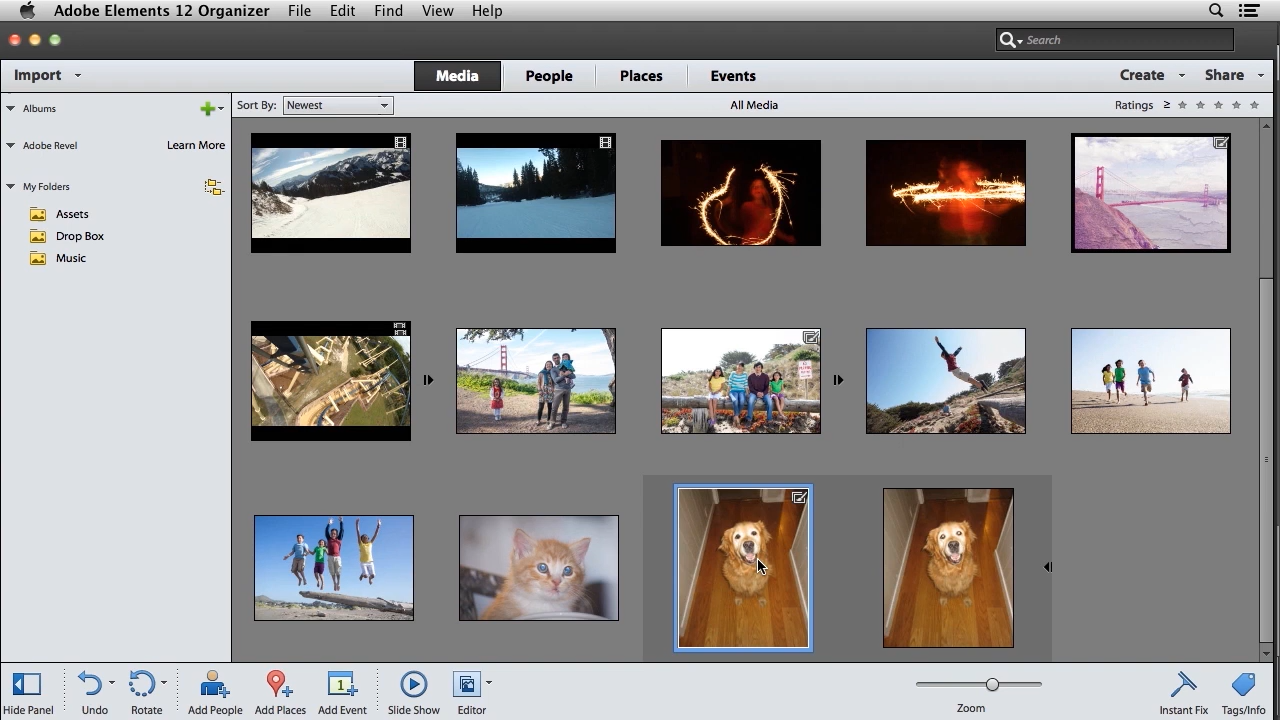 Adobe Elements 12 Organizer File Edit Find View Help
Search
Import Media People Places Events Create Share
Albums
Sort By: Newest All Media Ratings ≥
Adobe Revel Learn More
My Folders
Assets
Drop Box
Music
1
Hide Panel Undo Rotate Add People Add Places Add Event Slide Show Editor Zoom Instant Fix Tags/Info